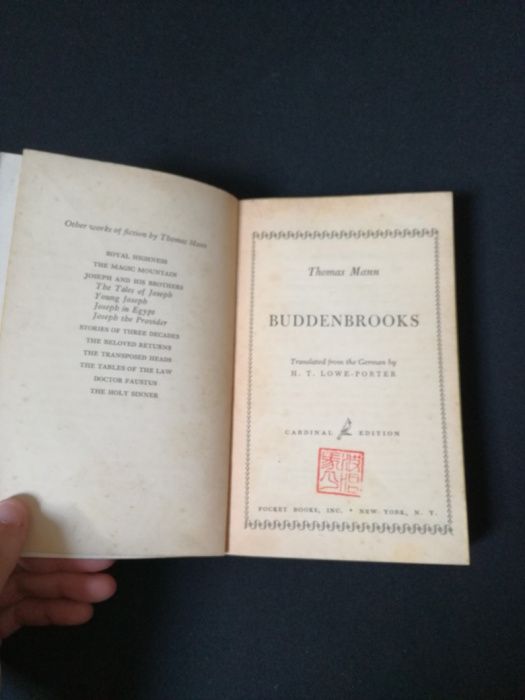 Other works of fiction by Thomas Mann
ROYAL HIGHNESS
THE MAGIC MOUNTAIN
JOSEPH AND HIS BROTHERS
The Tales of Joseph
Young Joseph
Joseph in Egypt
Joseph the Provider
STORIES OF THREE DECADES
THE BELOVED RETURNS
THE TRANSPOSED HEADS
THE TABLES OF THE LAW
DOCTOR FAUSTUS
THE HOLY SINNER
Thomas Mann
BUDDENBROOKS
Translated from the German by
H. T. LOWE-PORTER
CARDINAL EDITION
POCKET BOOKS, INC. • NEW YORK, N. Y.